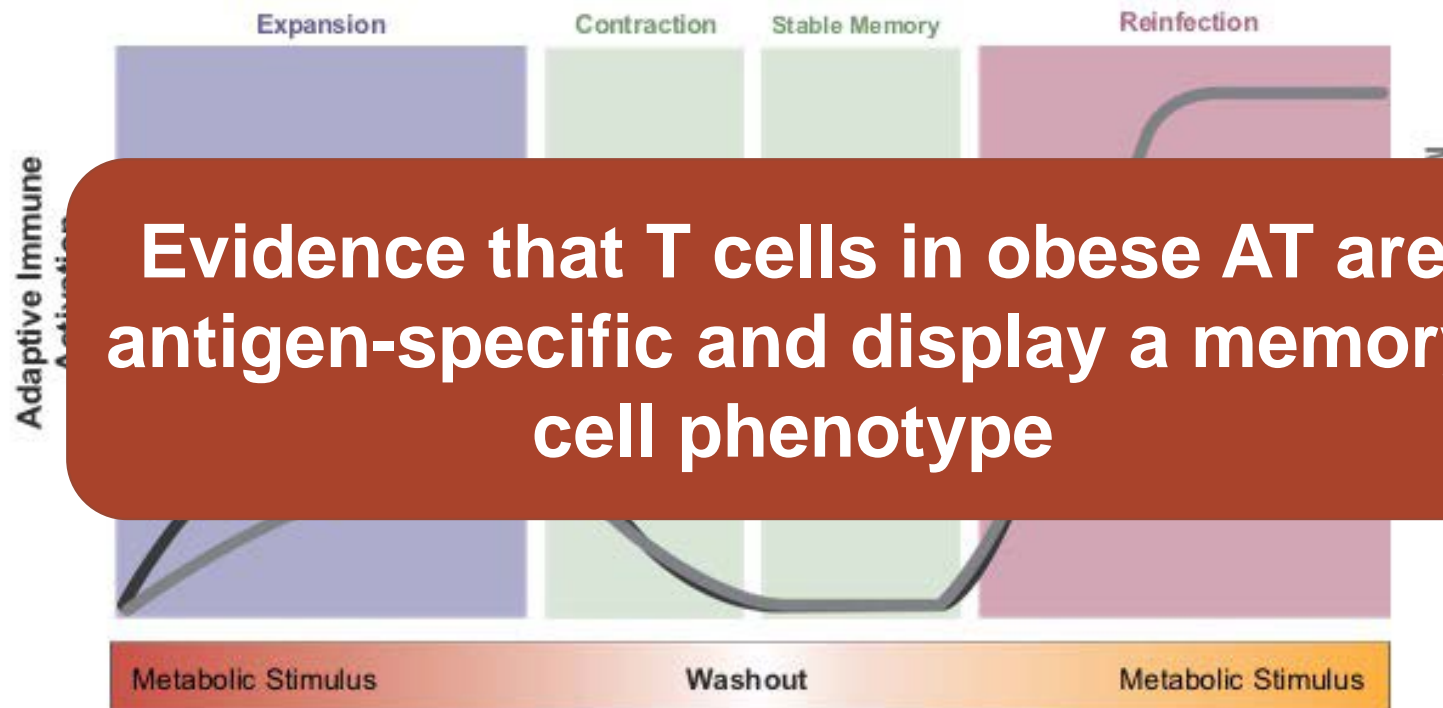 Expansion
Contraction
Stable Memory
Reinfection
Adaptive Immune
Evidence that T cells in obese AT are
antigen-specific and display a
cell phenotype
Metabolic Stimulus
Washout
Metabolic Stimulus